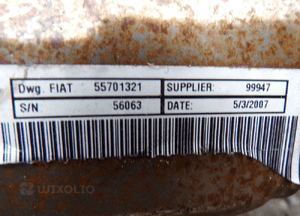 Dwg. FIAT 55701321 SUPPLIER: 99947
S/N 56063 DATE: 5/3/2007
WIXOLIO